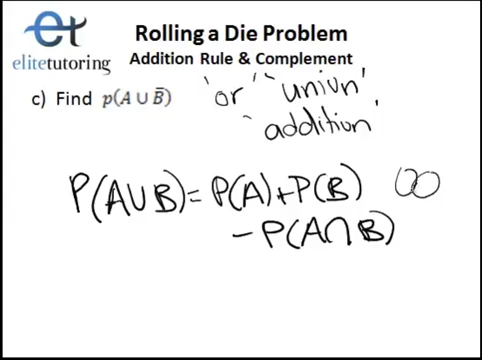 et
elitetutoring
Rolling a Die Problem
Addition Rule & Complement
c) Find p(A ∪ B̅)
'or' 'union'
'addition'
P(A∪B) = P(A)+P(B)
− P(A∩B)